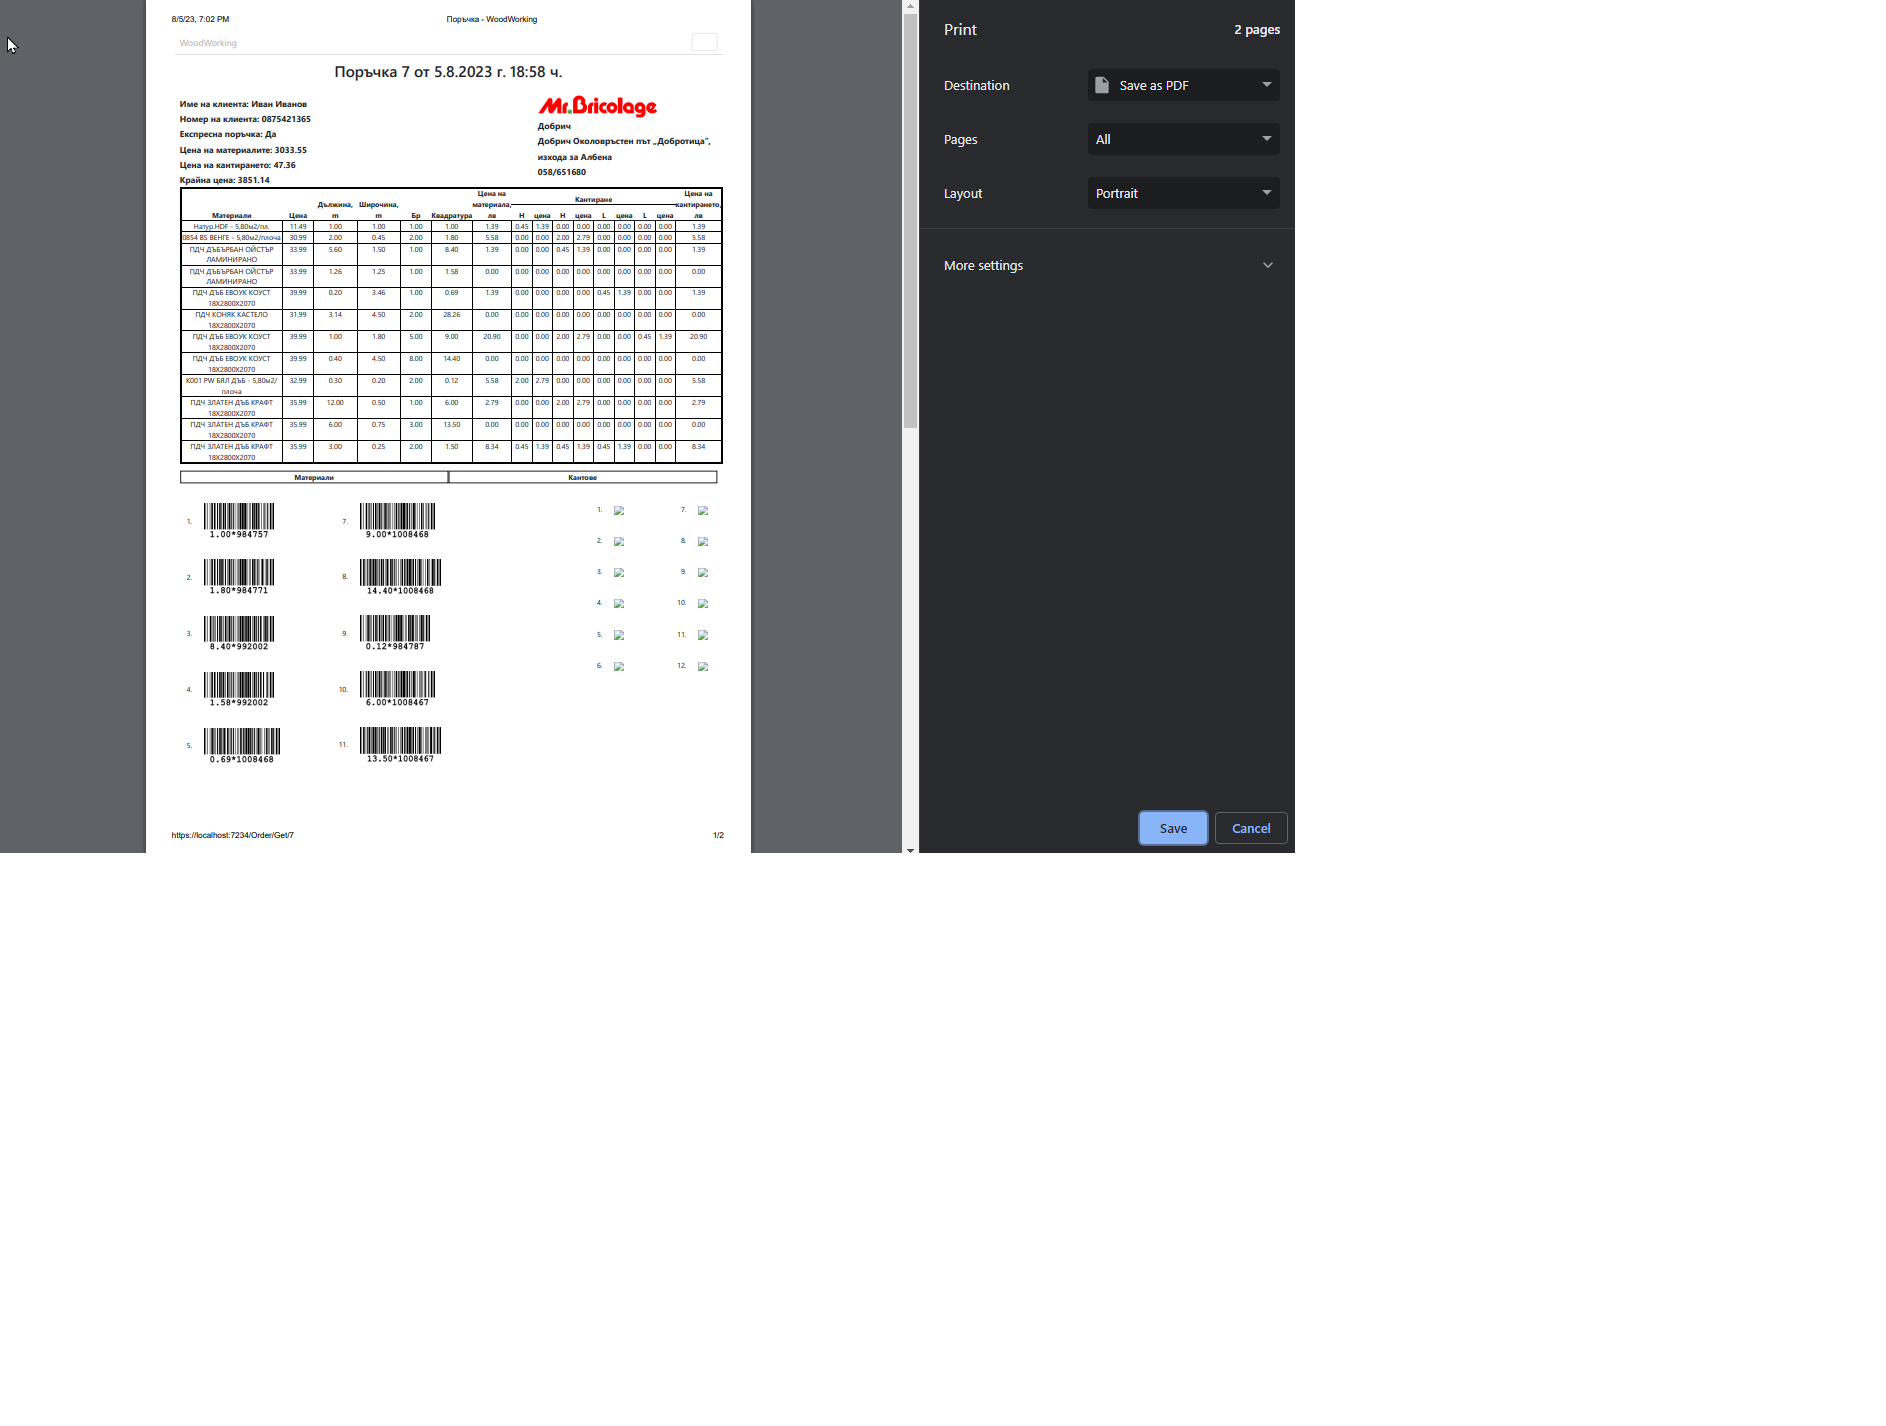 8/5/23, 7:02 PM Поръчка - WoodWorking
WoodWorking
Поръчка 7 от 5.8.2023 г. 18:58 ч.
Име на клиента: Иван Иванов
Номер на клиента: 0875421365
Експресна поръчка: Да
Цена на материалите: 3033.55
Цена на кантирането: 47.36
Крайна цена: 3851.14
Mr.Bricolage
Добрич
Добрич Околовръстен път „Добротица“,
изхода за Албена
058/651680
Материали Цена Дължина, m Широчина, m Бр Квадратура Цена на материала, лв Кантиране H цена H цена L цена L цена Цена на кантирането, лв
Натур.HDF - 5,80м2/пл. 11.49 1.00 1.00 1.00 1.00 1.39 0.45 1.39 0.00 0.00 0.00 0.00 0.00 0.00 1.39
0854 BS ВЕНГЕ - 5,80м2/плоча 30.99 2.00 0.45 2.00 1.80 5.58 0.00 0.00 2.00 2.79 0.00 0.00 0.00 0.00 5.58
ПДЧ ДЪБЪРБАН ОЙСТЪР 33.99 5.60 1.50 1.00 8.40 1.39 0.00 0.00 0.45 1.39 0.00 0.00 0.00 0.00 1.39
ЛАМИНИРАНО
ПДЧ ДЪБЪРБАН ОЙСТЪР 33.99 1.26 1.25 1.00 1.58 0.00 0.00 0.00 0.00 0.00 0.00 0.00 0.00 0.00 0.00
ЛАМИНИРАНО
ПДЧ ДЪБ ЕВОУК КОУСТ 39.99 0.20 3.46 1.00 0.69 1.39 0.00 0.00 0.00 0.00 0.45 1.39 0.00 0.00 1.39
18X2800X2070
ПДЧ КОНЯК КАСТЕЛО 31.99 3.14 4.50 2.00 28.26 0.00 0.00 0.00 0.00 0.00 0.00 0.00 0.00 0.00 0.00
18X2800X2070
ПДЧ ДЪБ ЕВОУК КОУСТ 39.99 1.00 1.80 5.00 9.00 20.90 0.00 0.00 2.00 2.79 0.00 0.00 0.45 1.39 20.90
18X2800X2070
ПДЧ ДЪБ ЕВОУК КОУСТ 39.99 0.40 4.50 8.00 14.40 0.00 0.00 0.00 0.00 0.00 0.00 0.00 0.00 0.00 0.00
18X2800X2070
K001 PW БЯЛ ДЪБ - 5,80м2/ 32.99 0.30 0.20 2.00 0.12 5.58 2.00 2.79 0.00 0.00 0.00 0.00 0.00 0.00 5.58
плоча
ПДЧ ЗЛАТЕН ДЪБ КРАФТ 35.99 12.00 0.50 1.00 6.00 2.79 0.00 0.00 2.00 2.79 0.00 0.00 0.00 0.00 2.79
18X2800X2070
ПДЧ ЗЛАТЕН ДЪБ КРАФТ 35.99 6.00 0.75 3.00 13.50 0.00 0.00 0.00 0.00 0.00 0.00 0.00 0.00 0.00 0.00
18X2800X2070
ПДЧ ЗЛАТЕН ДЪБ КРАФТ 35.99 3.00 0.25 2.00 1.50 8.34 0.45 1.39 0.45 1.39 0.45 1.39 0.00 0.00 8.34
18X2800X2070
Материали Кантове
1. 1.00*984757
2. 1.80*984771
3. 8.40*992002
4. 1.58*992002
5. 0.69*1008468
7. 9.00*1008468
8. 14.40*1008468
9. 0.12*984787
10. 6.00*1008467
11. 13.50*1008467
1.
2.
3.
4.
5.
6.
7.
8.
9.
10.
11.
12.
https://localhost:7234/Order/Get/7 1/2
Print 2 pages
Destination Save as PDF
Pages All
Layout Portrait
More settings
Save Cancel